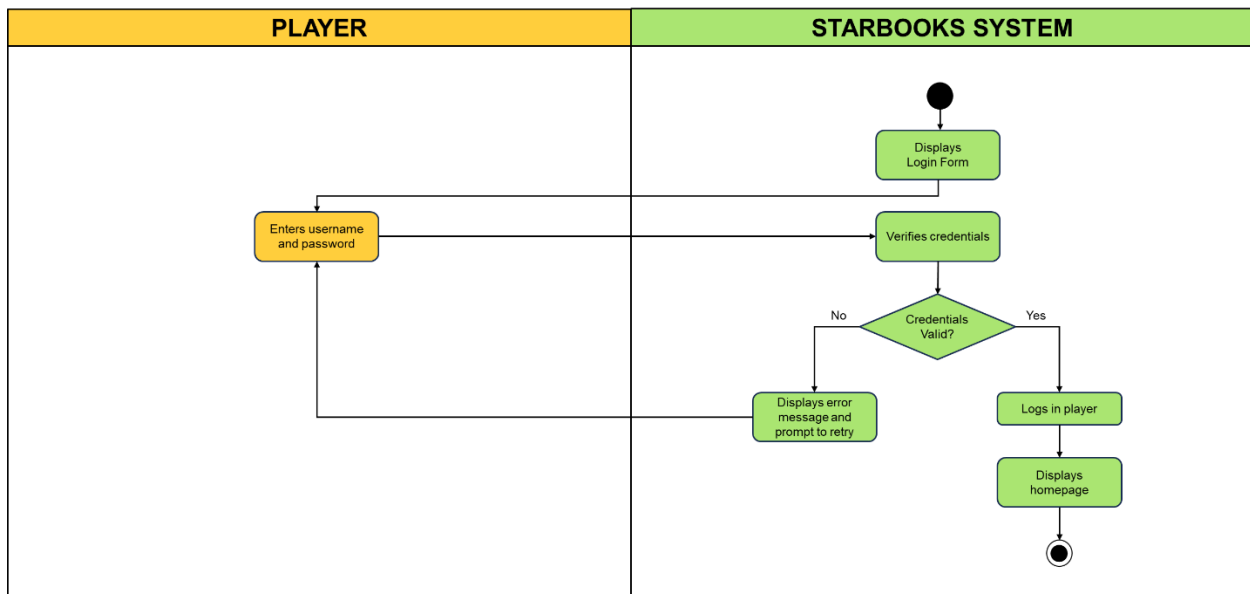 PLAYER
STARBOOKS SYSTEM
Displays
Login Form
Enters username
and password
Verifies credentials
Credentials
Valid?
No
Yes
Displays error
message and
prompt to retry
Logs in player
Displays
homepage